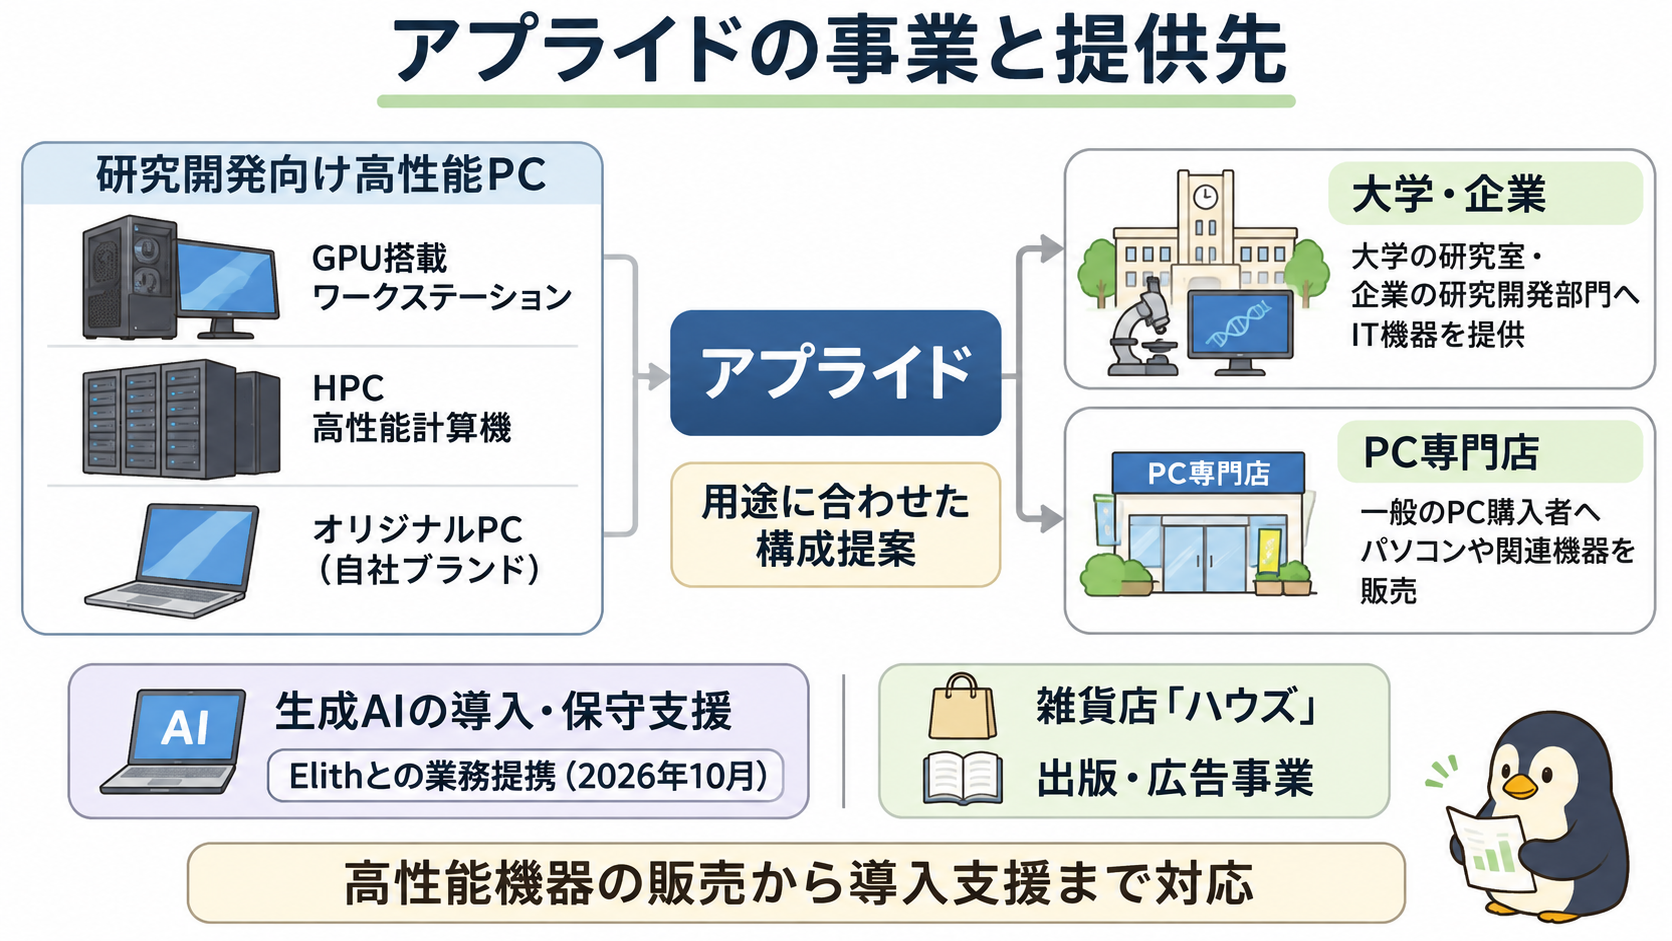 アプライドの事業と提供先
研究開発向け高性能PC
GPU搭載
ワークステーション
HPC
高性能計算機
オリジナルPC
（自社ブランド）
アプライド
用途に合わせた
構成提案
大学・企業
大学の研究室・
企業の研究開発部門へ
IT機器を提供
PC専門店
PC専門店
一般のPC購入者へ
パソコンや関連機器を
販売
AI
生成AIの導入・保守支援
Elithとの業務提携（2026年10月）
雑貨店「ハウズ」
出版・広告事業
高性能機器の販売から導入支援まで対応